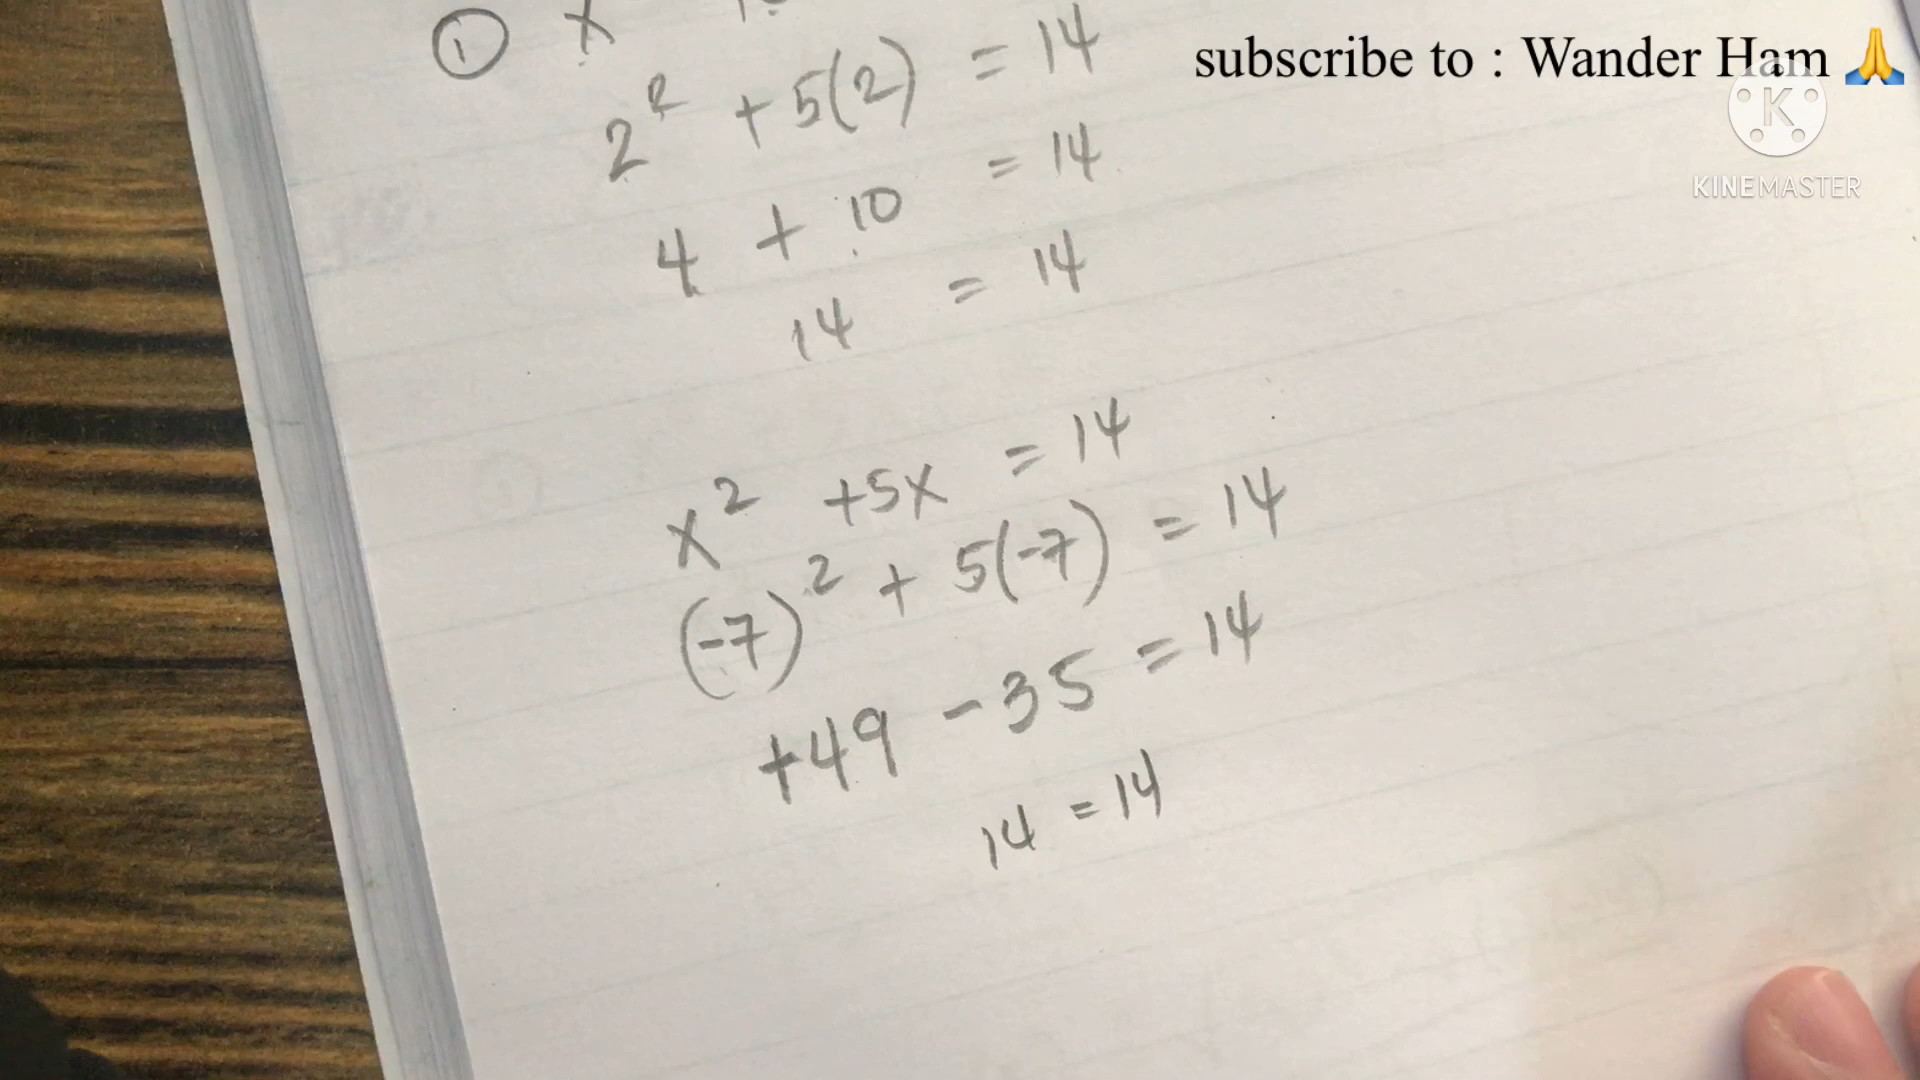 ① x
2² + 5(2) = 14
4 + 10 = 14
14 = 14
x² +5x = 14
(-7)² + 5(-7) = 14
+49 - 35 = 14
14 = 14
subscribe to : Wander Ham 🙏
K
KINEMASTER